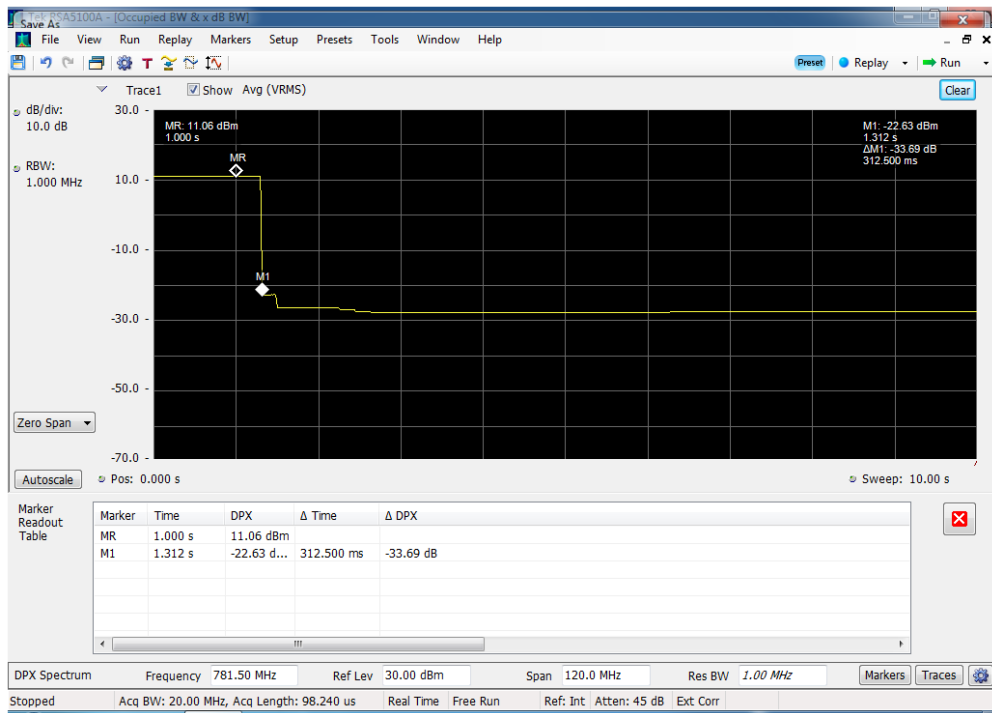 Tek RSA5100A - [Occupied BW & x dB BW]
Save As
File View Run Replay Markers Setup Presets Tools Window Help
T Preset Replay Run
Trace1 Show Avg (VRMS) Clear
dB/div:
10.0 dB
RBW:
1.000 MHz
30.0
10.0
-10.0
-30.0
-50.0
-70.0
MR: 11.06 dBm
1.000 s
MR
M1
M1: -22.63 dBm
1.312 s
ΔM1: -33.69 dB
312.500 ms
Zero Span
Autoscale Pos: 0.000 s Sweep: 10.00 s
Marker
Readout
Table
Marker Time DPX Δ Time Δ DPX
MR 1.000 s 11.06 dBm
M1 1.312 s -22.63 d... 312.500 ms -33.69 dB
DPX Spectrum Frequency 781.50 MHz Ref Lev 30.00 dBm Span 120.0 MHz Res BW 1.00 MHz Markers Traces
Stopped Acq BW: 20.00 MHz, Acq Length: 98.240 us Real Time Free Run Ref: Int Atten: 45 dB Ext Corr